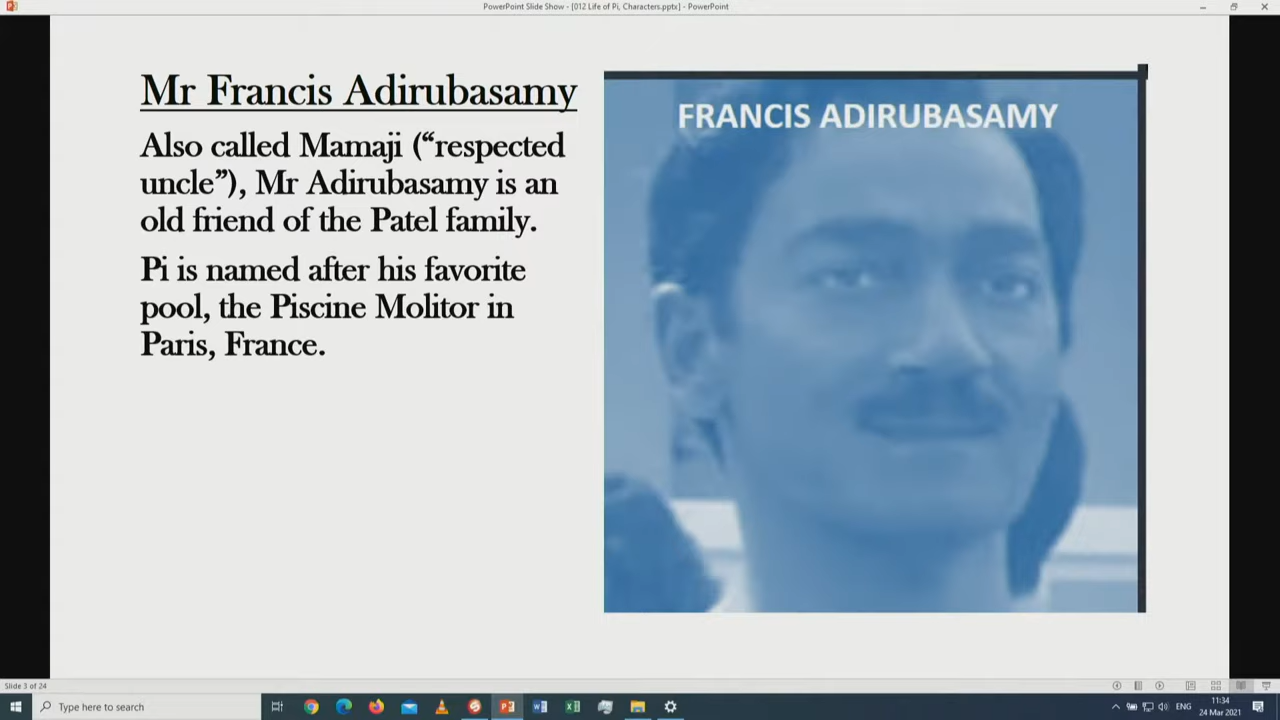 PowerPoint Slide Show - [012 Life of Pi, Characters.pptx] - PowerPoint
Mr Francis Adirubasamy
Also called Mamaji (“respected
uncle”), Mr Adirubasamy is an
old friend of the Patel family.
Pi is named after his favorite
pool, the Piscine Molitor in
Paris, France.
FRANCIS ADIRUBASAMY
Slide 3 of 24
Type here to search
ENG
11:34
24 Mar 2021